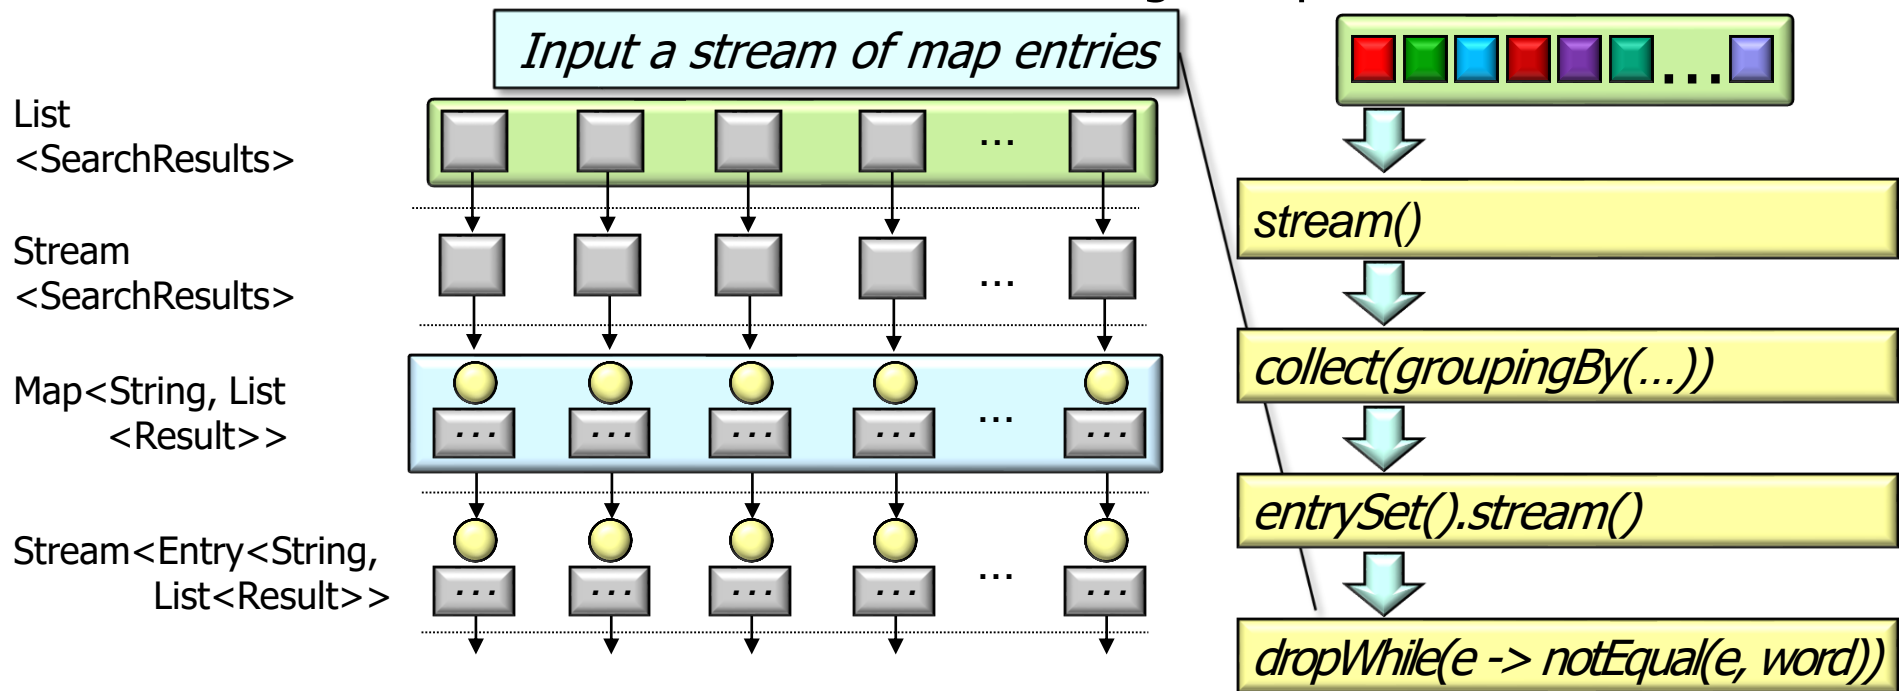 Input a stream of map entries
List
<SearchResults>
...
Stream
<SearchResults>
...
Map<String, List
<Result>>
... ... ... ... ... ...
Stream<Entry<String,
List<Result>>
... ... ... ... ... ...
...
stream()
collect(groupingBy(...))
entrySet().stream()
dropWhile(e -> notEqual(e, word))